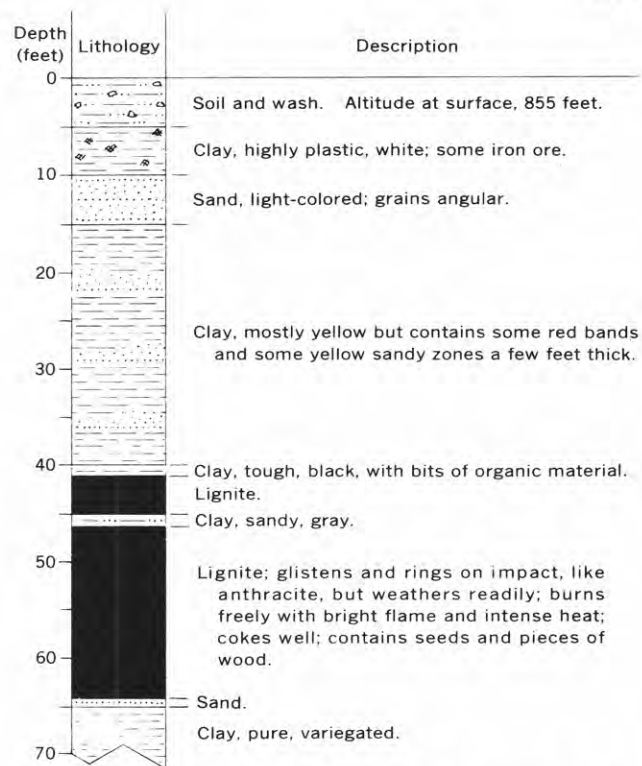 Depth
(feet)
Lithology
Description
0
Soil and wash. Altitude at surface, 855 feet.
Clay, highly plastic, white; some iron ore.
10
Sand, light-colored; grains angular.
20
Clay, mostly yellow but contains some red bands
and some yellow sandy zones a few feet thick.
30
40
Clay, tough, black, with bits of organic material.
Lignite.
Clay, sandy, gray.
50
Lignite; glistens and rings on impact, like
anthracite, but weathers readily; burns
freely with bright flame and intense heat;
cokes well; contains seeds and pieces of
wood.
60
Sand.
Clay, pure, variegated.
70